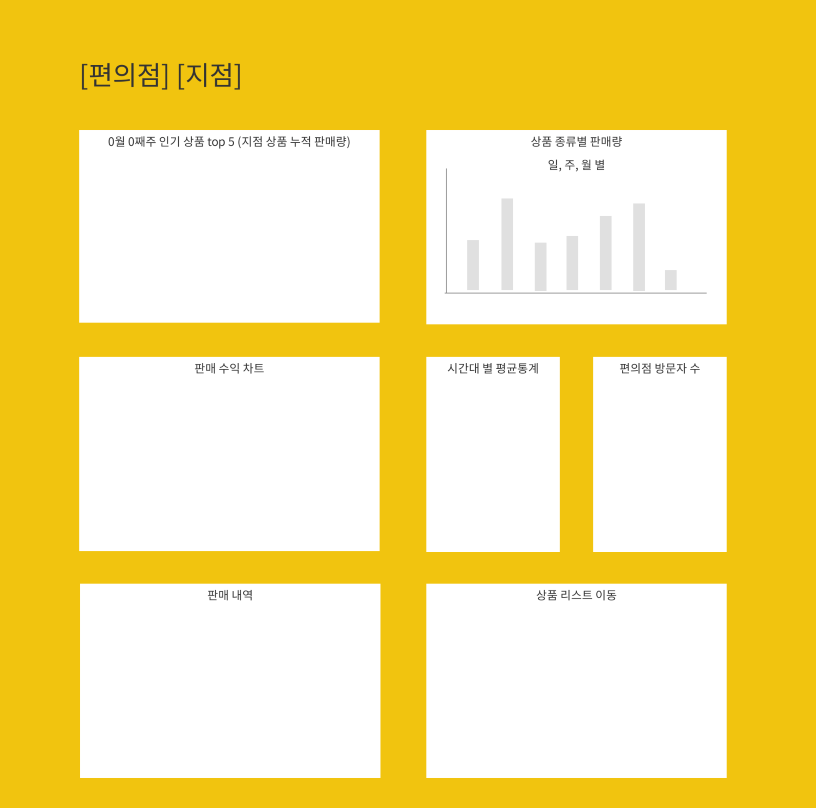 [편의점] [지점]
0월 0째주 인기 상품 top 5 (지점 상품 누적 판매량)
상품 종류별 판매량
일, 주, 월 별
판매 수익 차트
시간대 별 평균통계
편의점 방문자 수
판매 내역
상품 리스트 이동